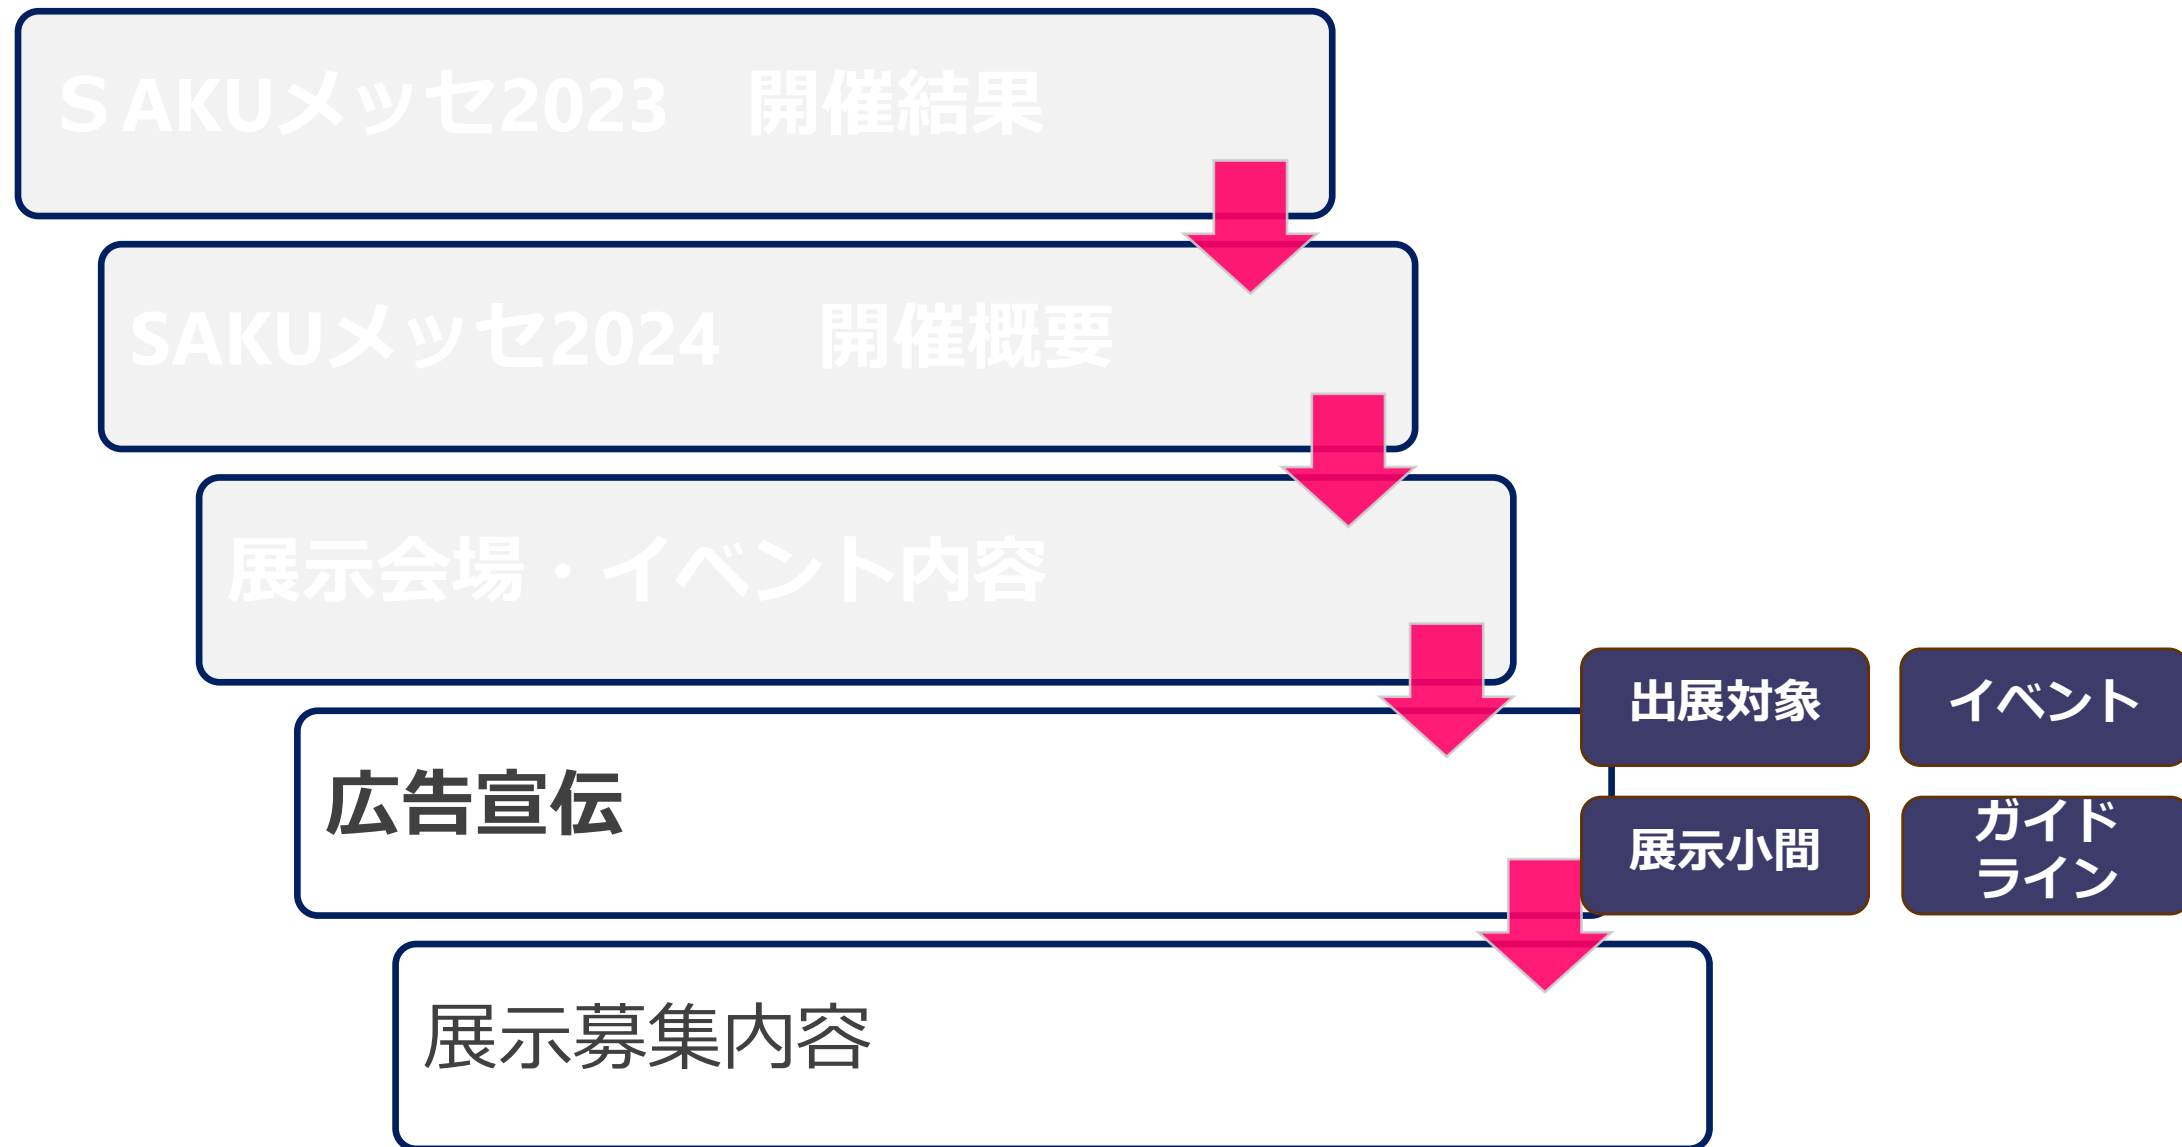 ＳAKUメッセ2023　開催結果
SAKUメッセ2024　 開催概要
展示会場・イベント内容
広告宣伝
展示募集内容
出展対象
イベント
展示小間
ガイド
ライン